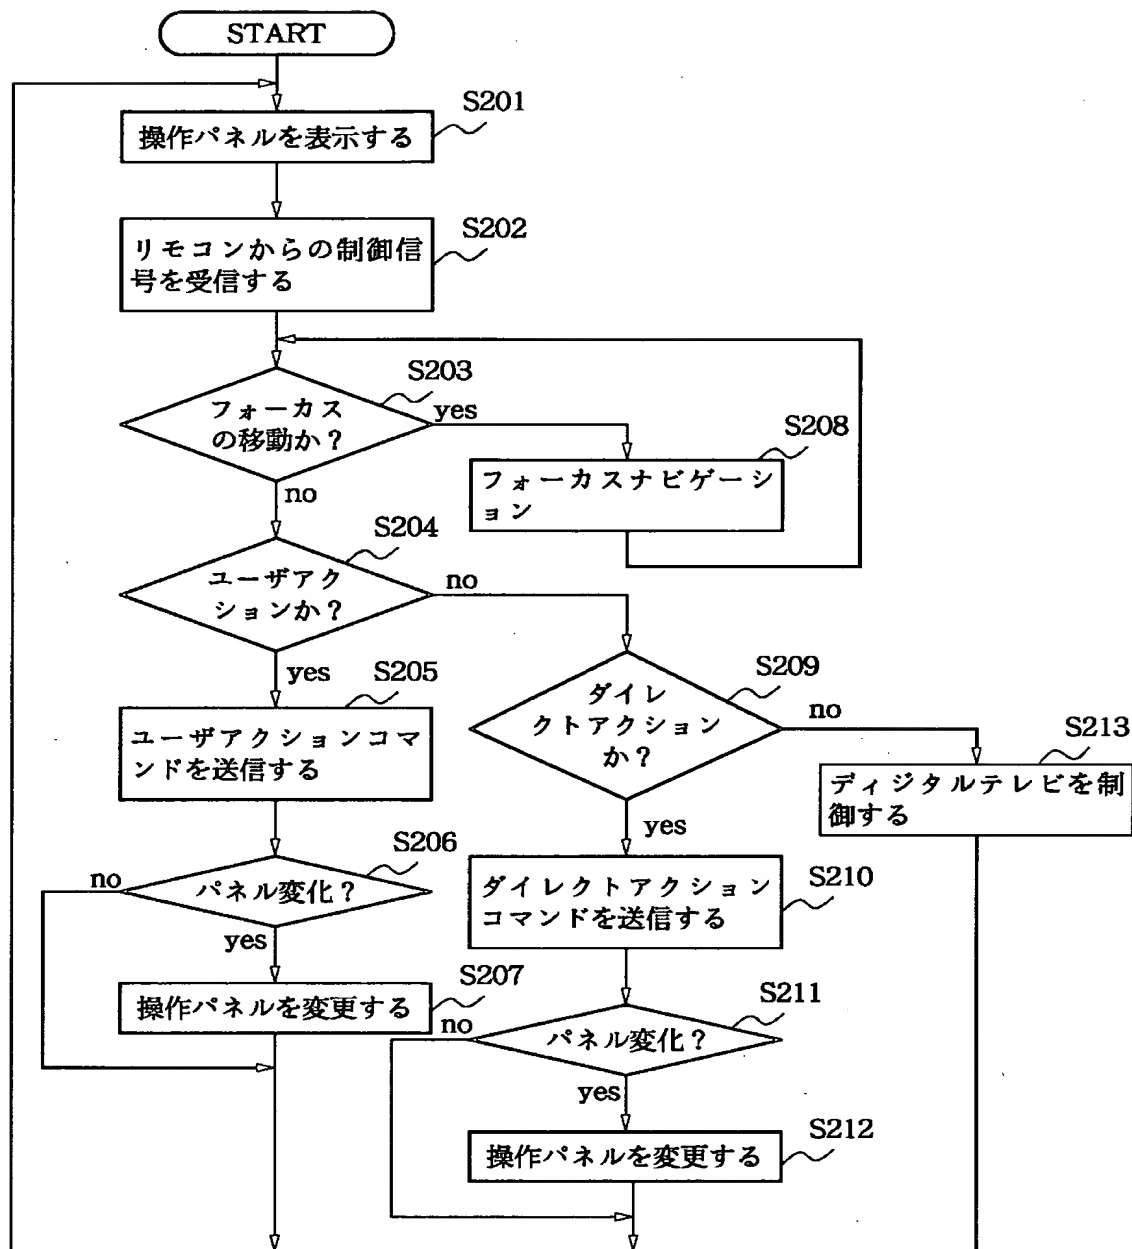 START
S201
操作パネルを表示する
S202
リモコンからの制御信
号を受信する
S203
フォーカス
の移動か？
yes
no
S208
フォーカスナビゲーシ
ョン
S204
ユーザアク
ションか？
no
yes
S205
ユーザアクションコマ
ンドを送信する
S209
ダイレ
クトアクション
か？
no
yes
S213
ディジタルテレビを制
御する
S206
パネル変化？
no
yes
S210
ダイレクトアクション
コマンドを送信する
S207
操作パネルを変更する
S211
パネル変化？
no
yes
S212
操作パネルを変更する